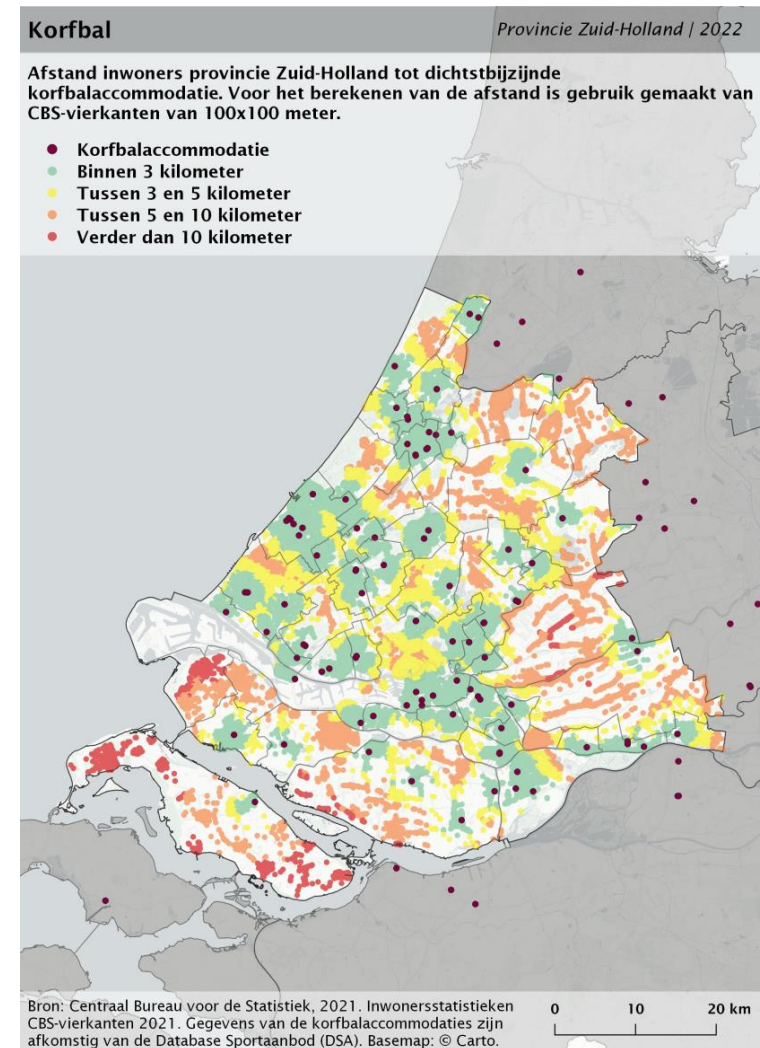 Korfbal
Provincie Zuid-Holland | 2022
Afstand inwoners provincie Zuid-Holland tot dichtstbijzijnde
korfbalaccommodatie. Voor het berekenen van de afstand is gebruik gemaakt van
CBS-vierkanten van 100x100 meter.
Korfbalaccommodatie
Binnen 3 kilometer
Tussen 3 en 5 kilometer
Tussen 5 en 10 kilometer
Verder dan 10 kilometer
Bron: Centraal Bureau voor de Statistiek, 2021. Inwonersstatistieken
CBS-vierkanten 2021. Gegevens van de korfbalaccommodaties zijn
afkomstig van de Database Sportaanbod (DSA). Basemap: © Carto.
0 10 20 km